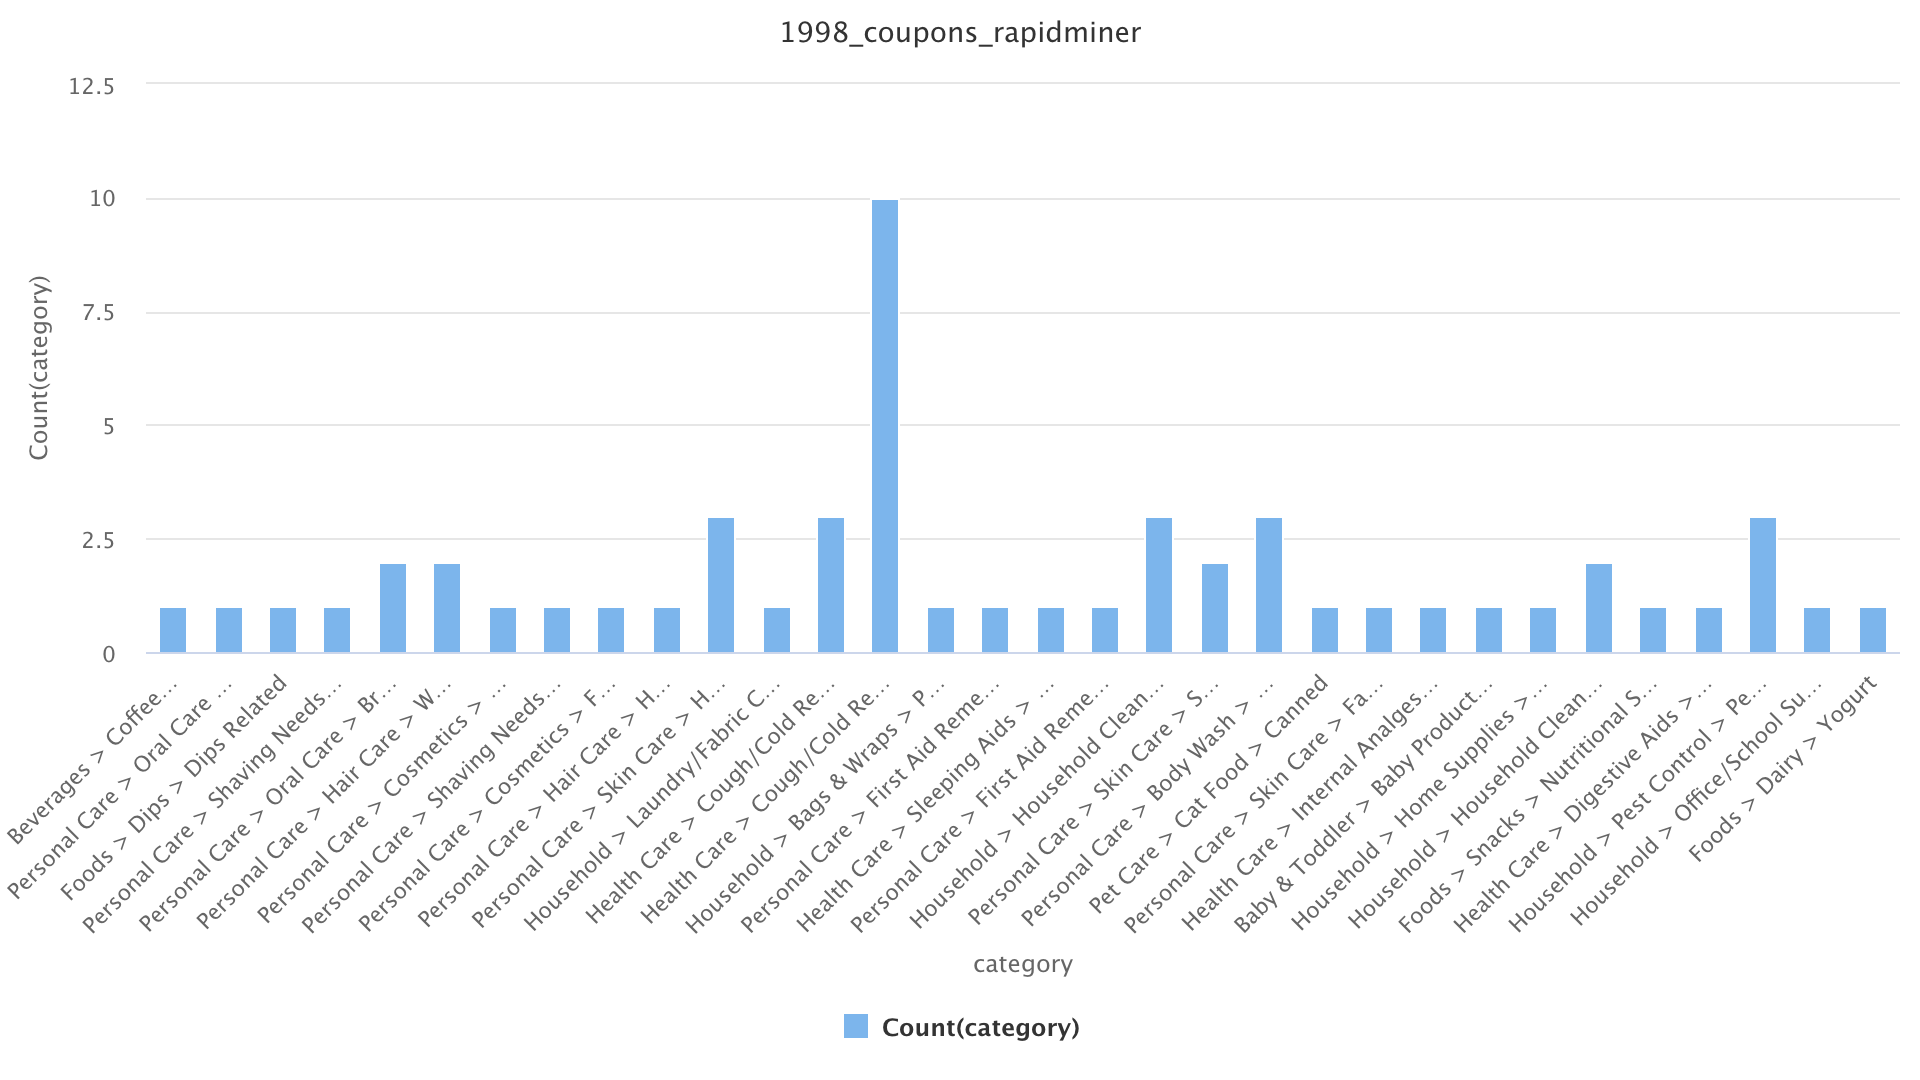 1998_coupons_rapidminer
12.5
10
7.5
5
2.5
0
Count(category)
Beverages > Coffee...
Personal Care > Oral Care ...
Foods > Dips > Dips Related
Personal Care > Shaving Needs...
Personal Care > Oral Care > Br...
Personal Care > Hair Care > W...
Personal Care > Cosmetics > ...
Personal Care > Shaving Needs...
Personal Care > Cosmetics > F...
Personal Care > Hair Care > H...
Personal Care > Skin Care > H...
Household > Laundry/Fabric C...
Health Care > Cough/Cold Re...
Health Care > Cough/Cold Re...
Household > Bags & Wraps > P...
Personal Care > First Aid Reme...
Health Care > Sleeping Aids > ...
Personal Care > First Aid Reme...
Household > Household Clean...
Personal Care > Skin Care > S...
Personal Care > Body Wash > ...
Pet Care > Cat Food > Canned
Personal Care > Skin Care > Fa...
Health Care > Internal Analges...
Baby & Toddler > Baby Product...
Household > Home Supplies >...
Household > Household Clean...
Foods > Snacks > Nutritional S...
Health Care > Digestive Aids >...
Household > Pest Control > Pe...
Household > Office/School Su...
Foods > Dairy > Yogurt
category
Count(category)